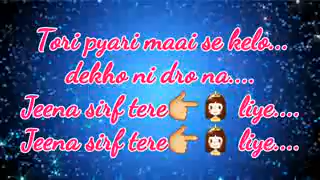 Tori pyari maai se kelo...
dekho ni dro na....
Jeena sirf tere👉👸 liye....
Jeena sirf tere👉👸 liye....